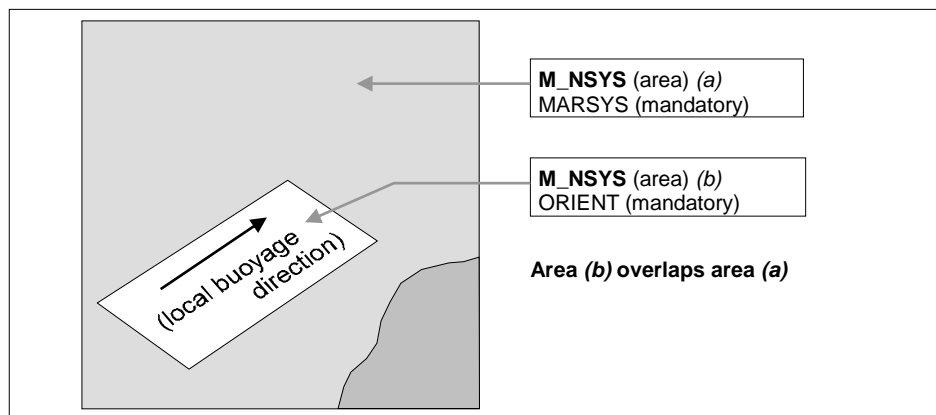 M_NSYS (area) (a)
MARSYS (mandatory)
M_NSYS (area) (b)
ORIENT (mandatory)
(local buoyage
direction)
Area (b) overlaps area (a)